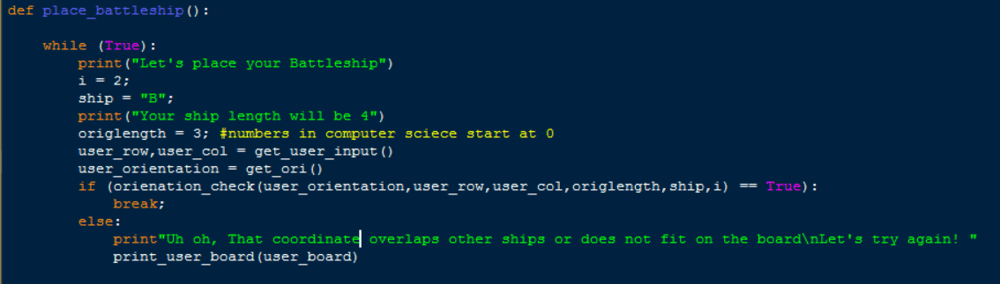 def place_battleship():
while (True):
print("Let's place your Battleship")
i = 2;
ship = "B";
print("Your ship length will be 4")
origlength = 3; #numbers in computer sciece start at 0
user_row,user_col = get_user_input()
user_orientation = get_ori()
if (orienation_check(user_orientation,user_row,user_col,origlength,ship,i) == True):
break;
else:
print"Uh oh, That coordinate overlaps other ships or does not fit on the board\nLet's try again! "
print_user_board(user_board)